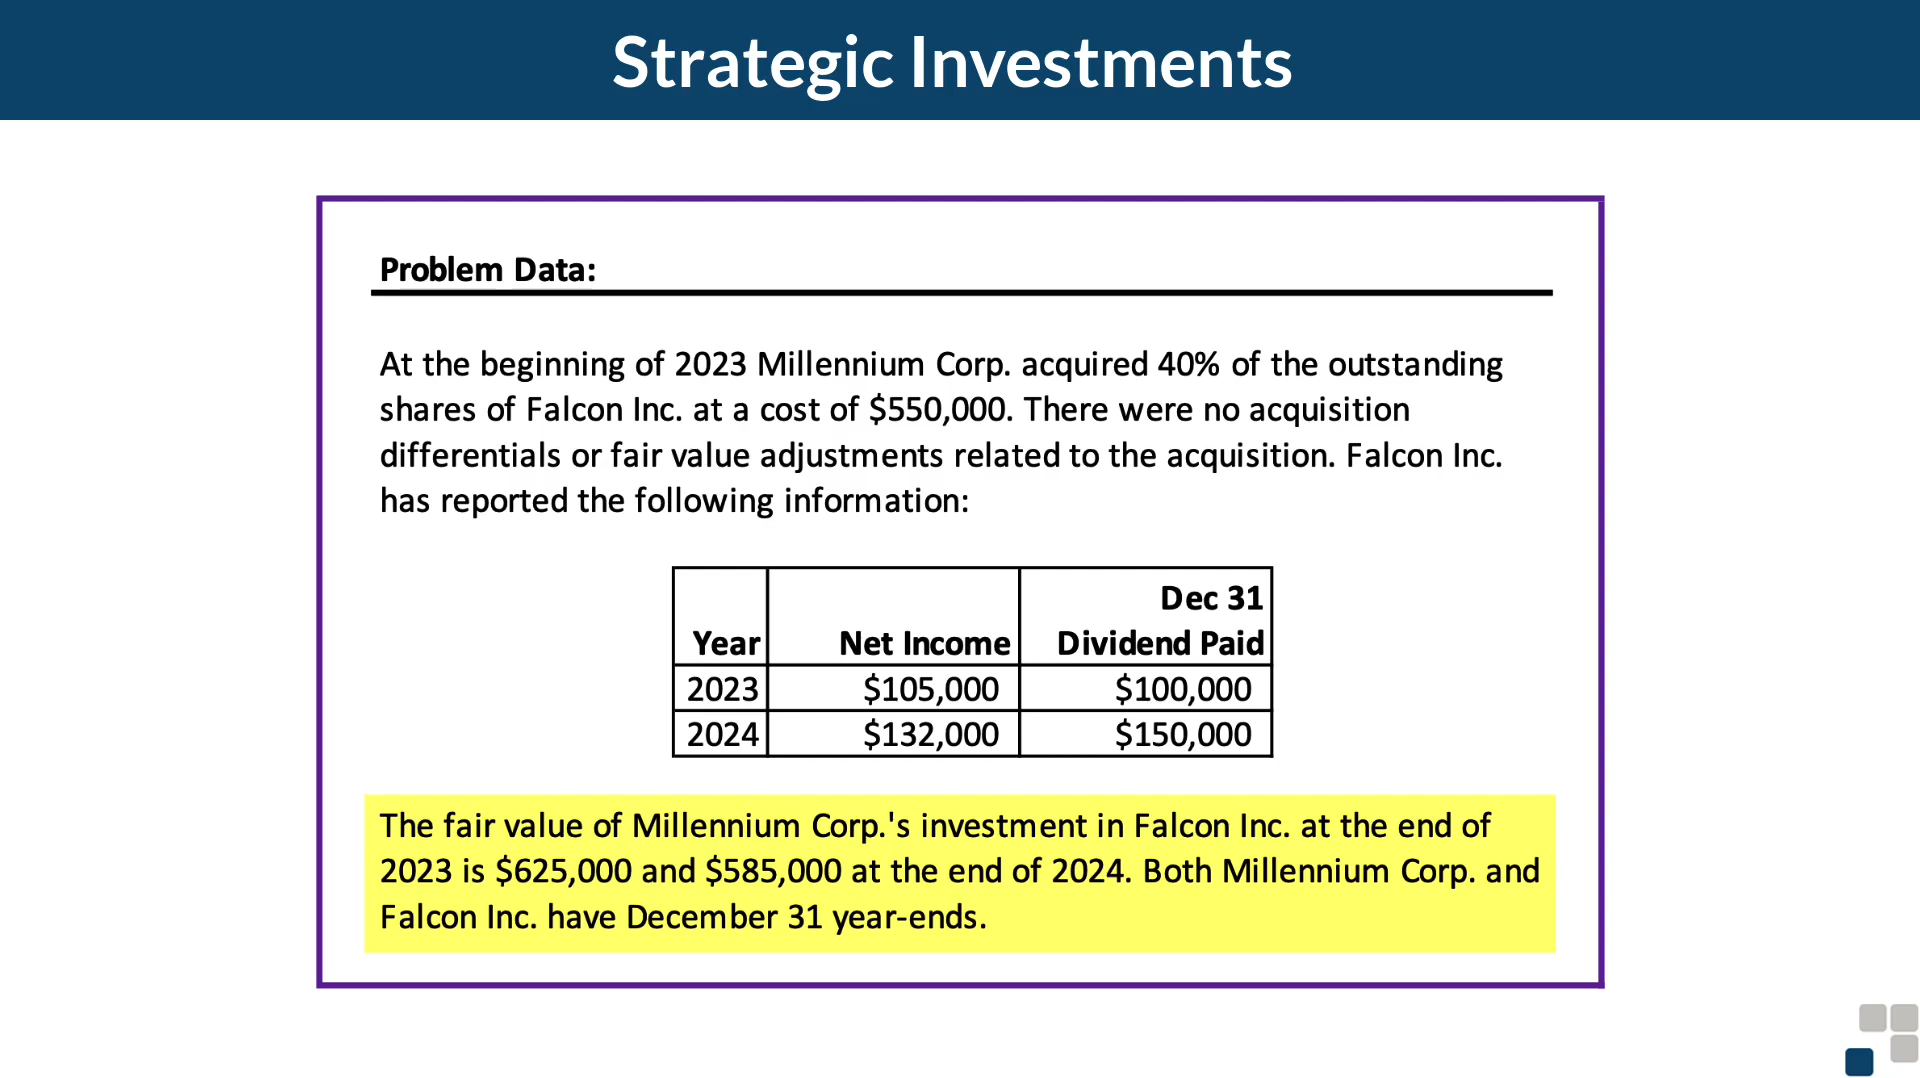 Strategic Investments
Problem Data:
At the beginning of 2023 Millennium Corp. acquired 40% of the outstanding
shares of Falcon Inc. at a cost of $550,000. There were no acquisition
differentials or fair value adjustments related to the acquisition. Falcon Inc.
has reported the following information:
Dec 31
Year Net Income Dividend Paid
2023 $105,000 $100,000
2024 $132,000 $150,000
The fair value of Millennium Corp.'s investment in Falcon Inc. at the end of
2023 is $625,000 and $585,000 at the end of 2024. Both Millennium Corp. and
Falcon Inc. have December 31 year-ends.